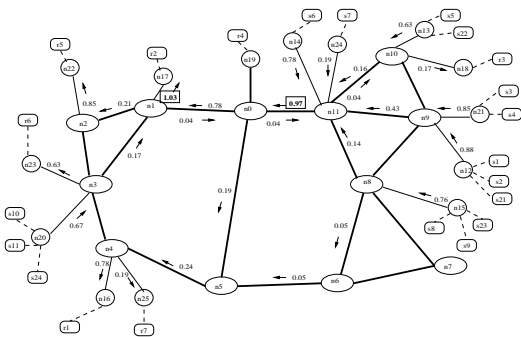 s6
s7
s5
r4
n14
n24
n13
s22
0.63
r5
r2
n10
n22
n17
n19
0.78
0.19
0.16
0.17
n18
r3
s3
1.03
0.97
0.04
0.85
0.21
n1
0.78
n0
n11
0.43
n9
0.85
n21
s4
n2
0.04
0.04
r6
0.17
0.14
0.88
s1
n23
0.63
n12
s2
n3
0.19
n8
s21
s10
0.67
0.76
n15
s23
s11
n20
0.05
s8
s9
s24
n4
0.78
0.19
0.24
n7
n5
0.05
n6
n16
n25
r1
r7